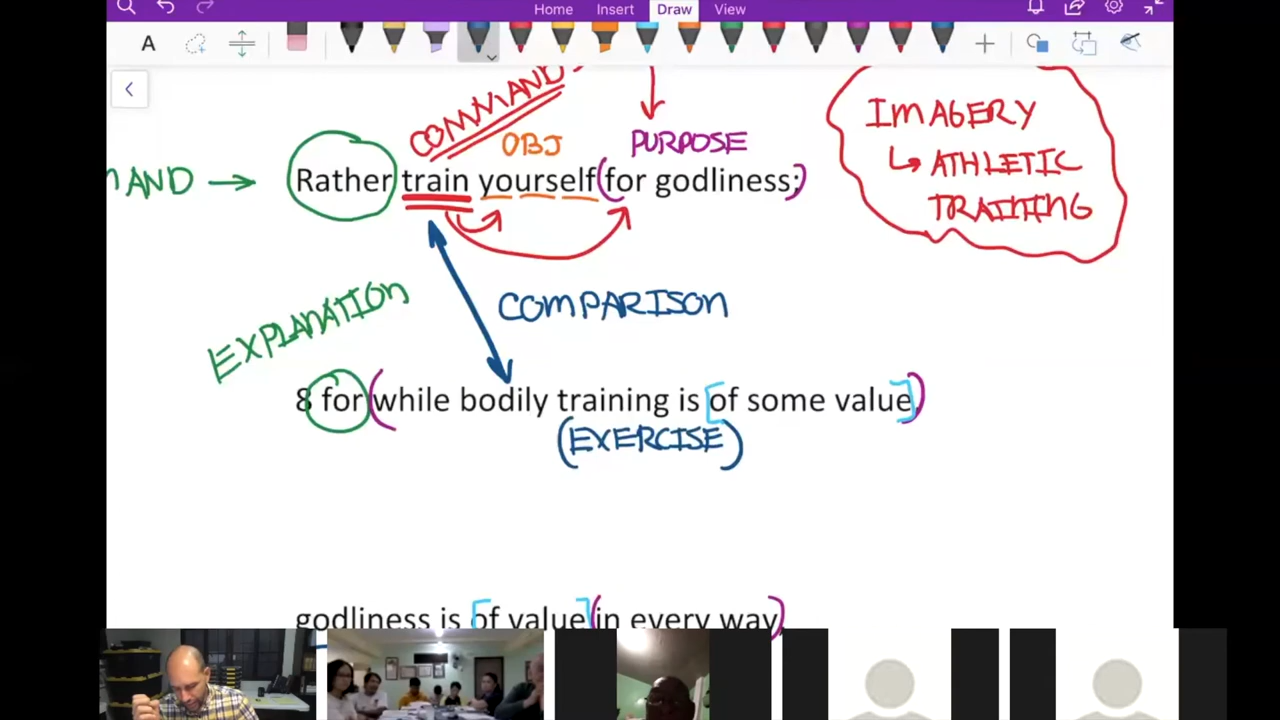 Home Insert Draw View
A
COMMAND
IMAGERY
OBJ PURPOSE
↳ ATHLETIC
AND → Rather train yourself (for godliness;)
TRAINING
EXPLANATION
COMPARISON
8 for (while bodily training is [of some value],)
(EXERCISE)
godliness is [of value] (in every way,)